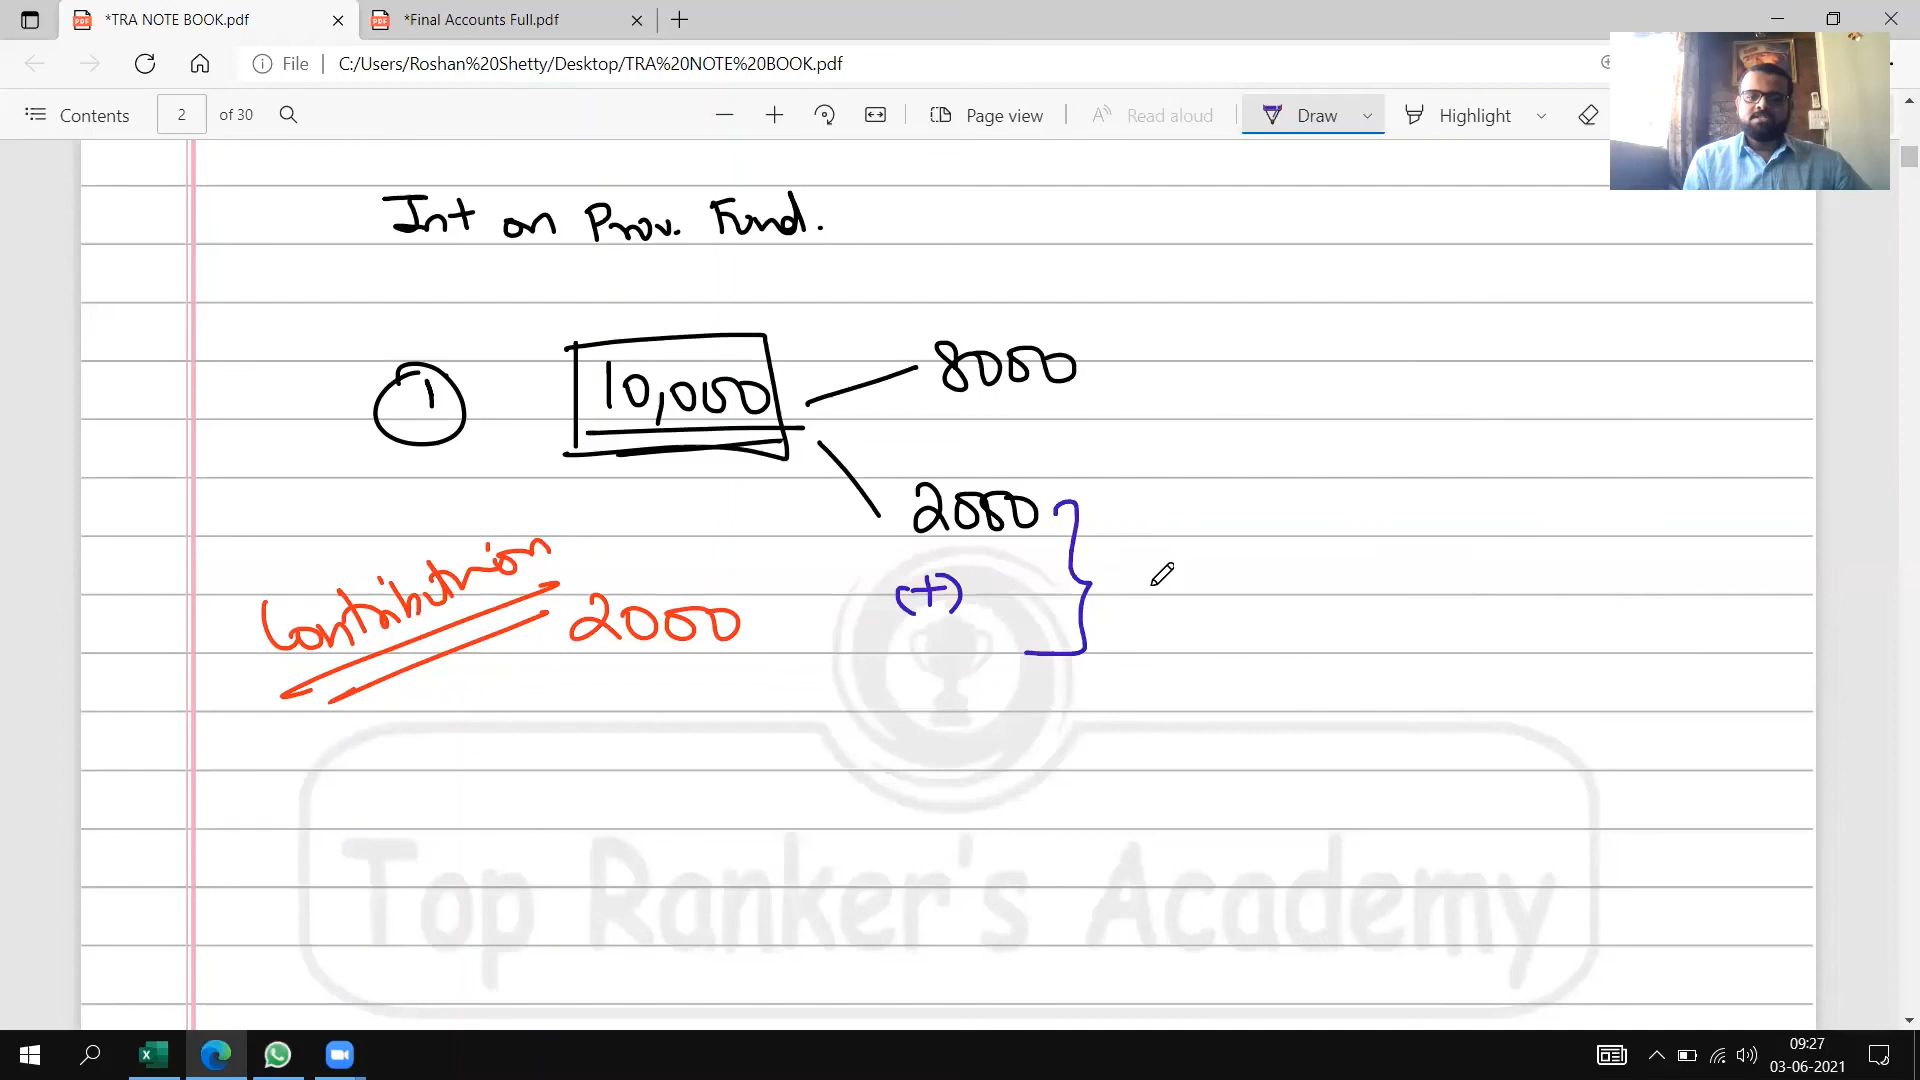 *TRA NOTE BOOK.pdf
*Final Accounts Full.pdf
File
C:/Users/Roshan%20Shetty/Desktop/TRA%20NOTE%20BOOK.pdf
Contents
2
of 30
Page view
Read aloud
Draw
Highlight
Int on Prov. Fund.
1
10,000
8000
2000
Contribution
2000
(+)
Top Ranker's Academy
09:27
03-06-2021